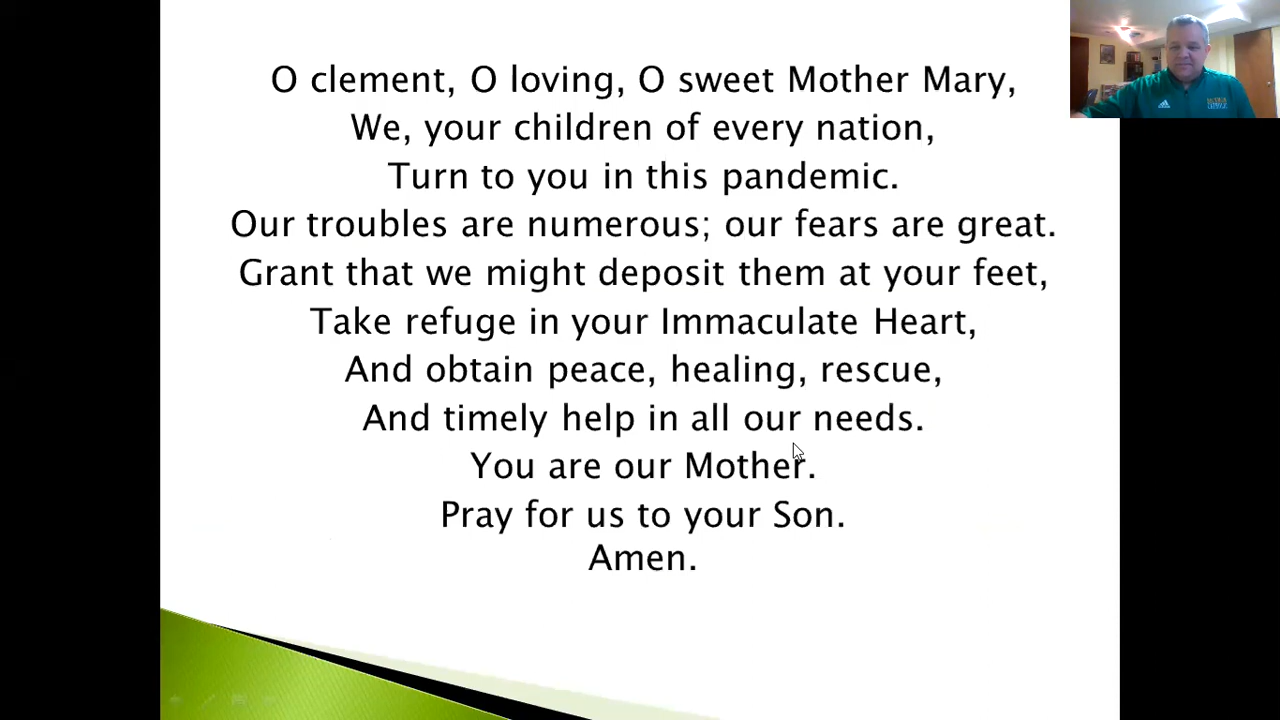 O clement, O loving, O sweet Mother Mary,
We, your children of every nation,
Turn to you in this pandemic.
Our troubles are numerous; our fears are great.
Grant that we might deposit them at your feet,
Take refuge in your Immaculate Heart,
And obtain peace, healing, rescue,
And timely help in all our needs.
You are our Mother.
Pray for us to your Son.
Amen.